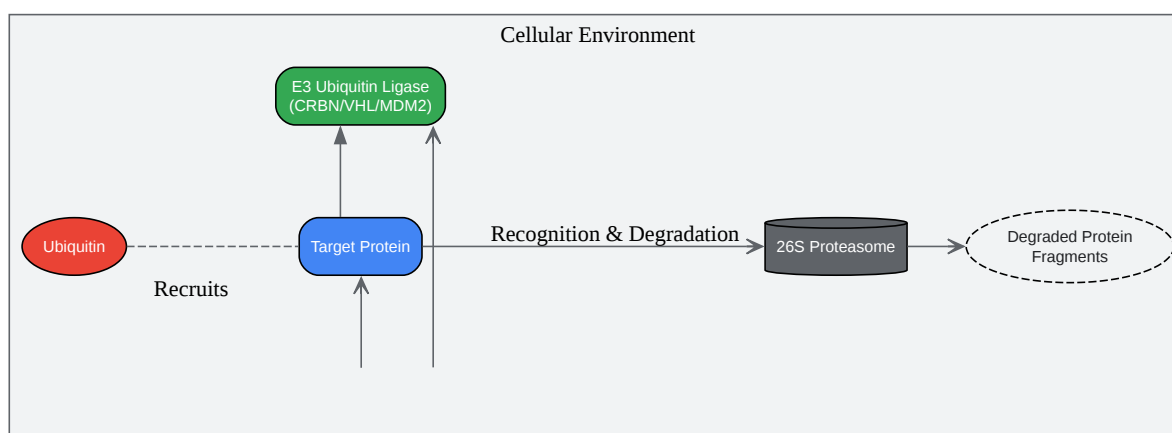 Cellular Environment
E3 Ubiquitin Ligase
(CRBN/VHL/MDM2)
Ubiquitin
Target Protein
Recognition & Degradation
26S Proteasome
Degraded Protein
Fragments
Recruits